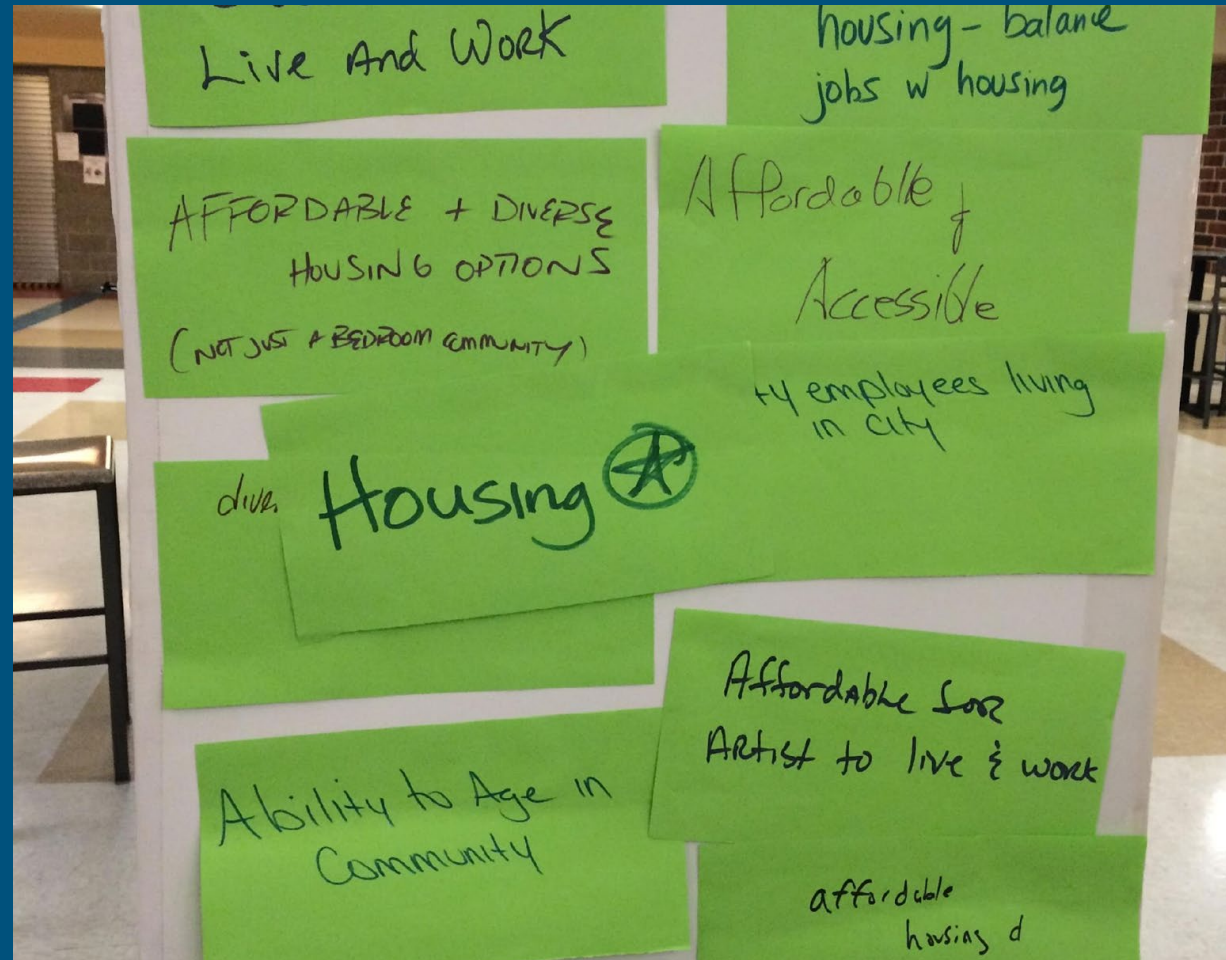 Live And Work
housing - balance
jobs w housing
AFFORDABLE + DIVERSE
HOUSING OPTIONS
(NOT JUST A BEDROOM COMMUNITY)
Affordable &
Accessible
employees living
in city
Housing
Affordable for
Artist to live & work
Ability to Age in
Community
affordable
housing